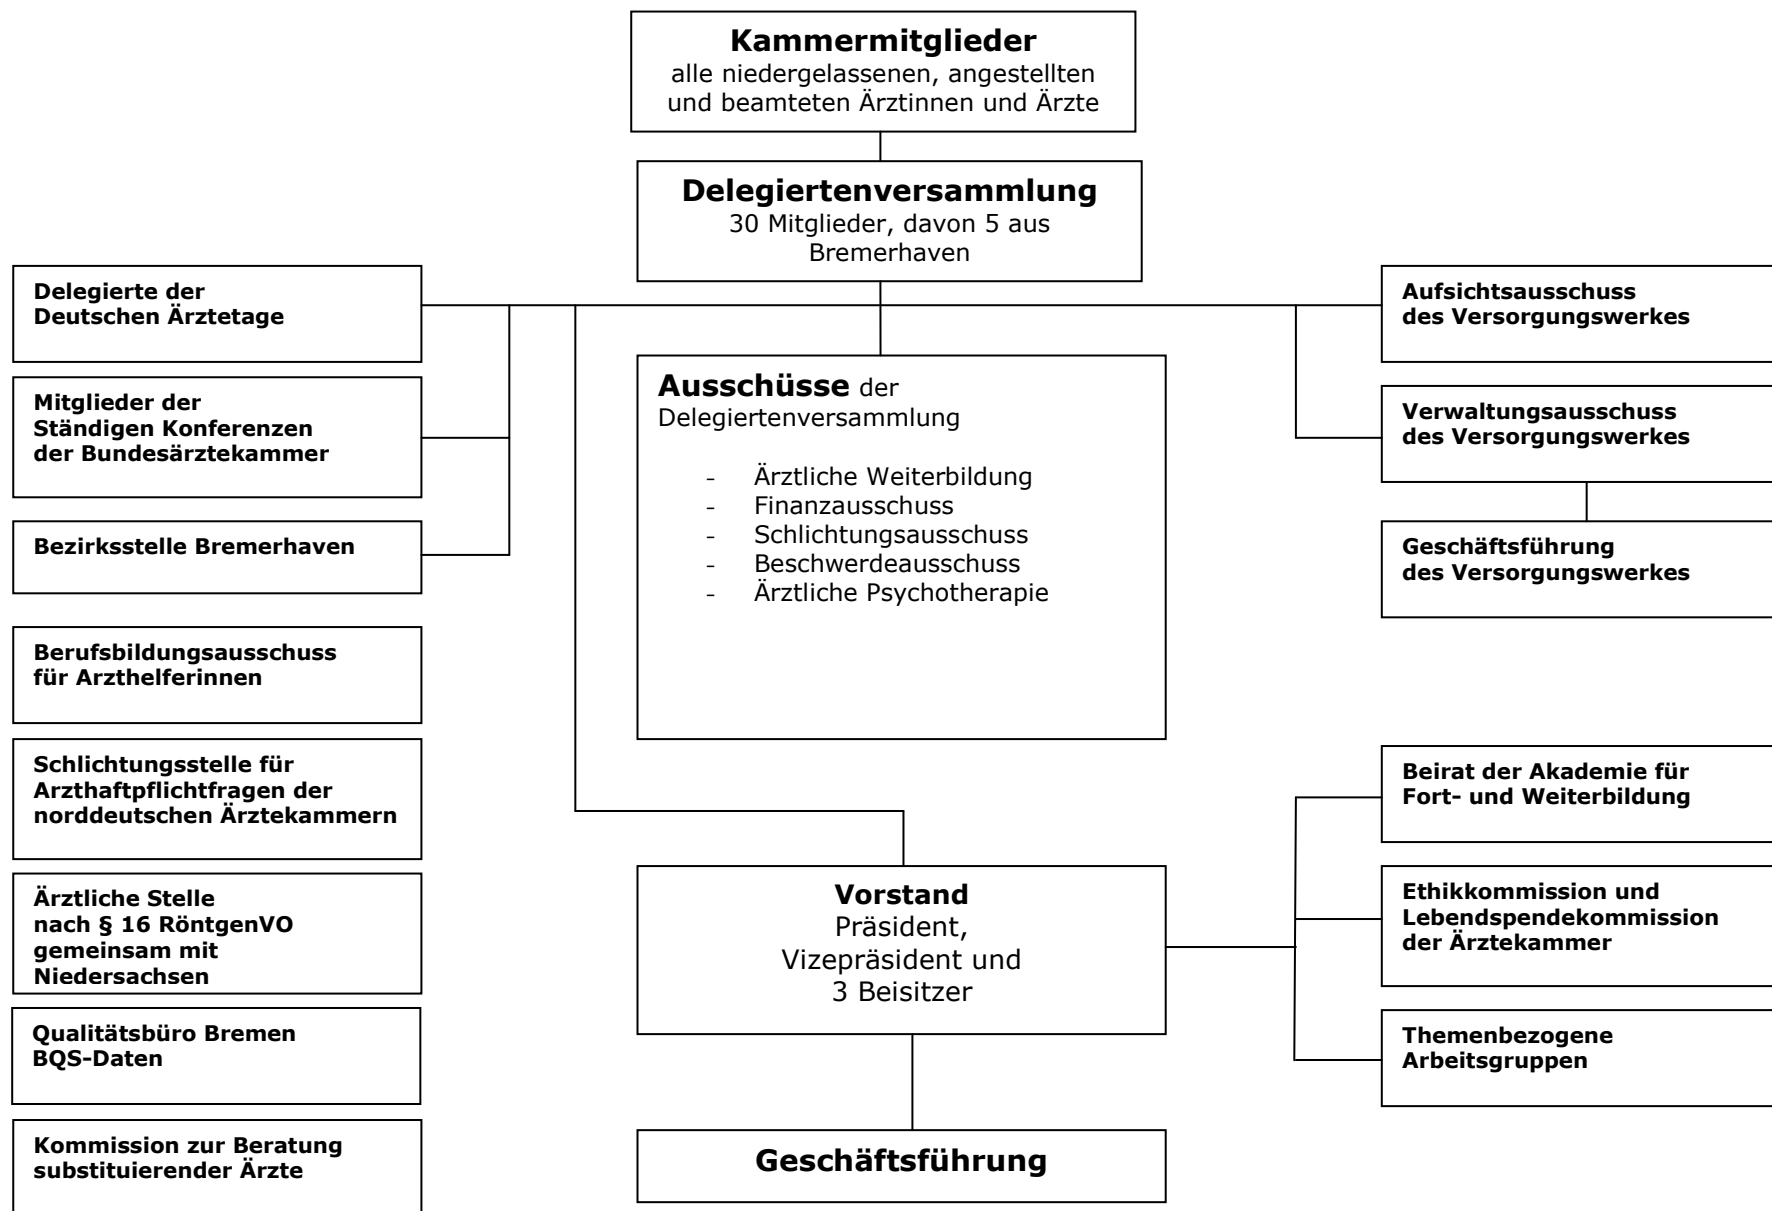 Kammermitglieder
alle niedergelassenen, angestellten
und beamteten Ärztinnen und Ärzte
Delegiertenversammlung
30 Mitglieder, davon 5 aus
Bremerhaven
Delegierte der
Deutschen Ärztetage
Mitglieder der
Ständigen Konferenzen
der Bundesärztekammer
Bezirksstelle Bremerhaven
Berufsbildungsausschuss
für Arzthelferinnen
Schlichtungsstelle für
Arzthaftpflichtfragen der
norddeutschen Ärztekammern
Ärztliche Stelle
nach § 16 RöntgenVO
gemeinsam mit
Niedersachsen
Qualitätsbüro Bremen
BQS-Daten
Kommission zur Beratung
substituierender Ärzte
Ausschüsse der
Delegiertenversammlung
- Ärztliche Weiterbildung
- Finanzausschuss
- Schlichtungsausschuss
- Beschwerdeausschuss
- Ärztliche Psychotherapie
Vorstand
Präsident,
Vizepräsident und
3 Beisitzer
Geschäftsführung
Aufsichtsausschuss
des Versorgungswerkes
Verwaltungsausschuss
des Versorgungswerkes
Geschäftsführung
des Versorgungswerkes
Beirat der Akademie für
Fort- und Weiterbildung
Ethikkommission und
Lebendspendekommission
der Ärztekammer
Themenbezogene
Arbeitsgruppen